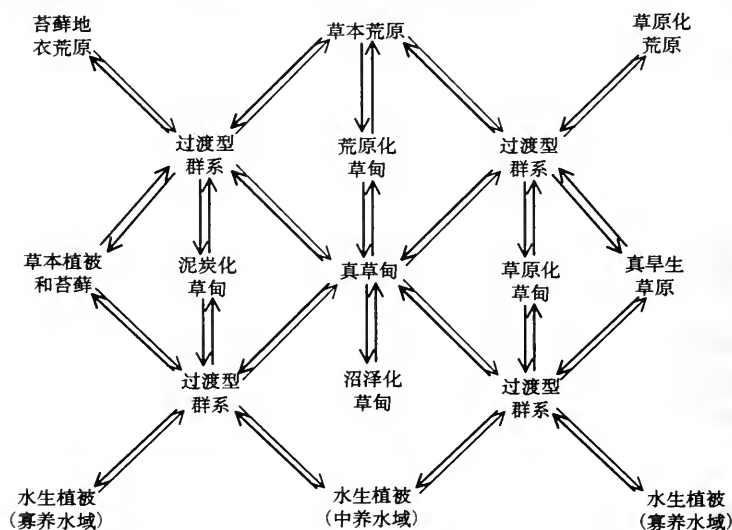 苔藓地
衣荒原
草本荒原
草原化
荒原
过渡型
群系
荒原化
草甸
过渡型
群系
草本植被
和苔藓
泥炭化
草甸
真草甸
草原化
草甸
真旱生
草原
过渡型
群系
沼泽化
草甸
过渡型
群系
水生植被
(寡养水域)
水生植被
(中养水域)
水生植被
(寡养水域)